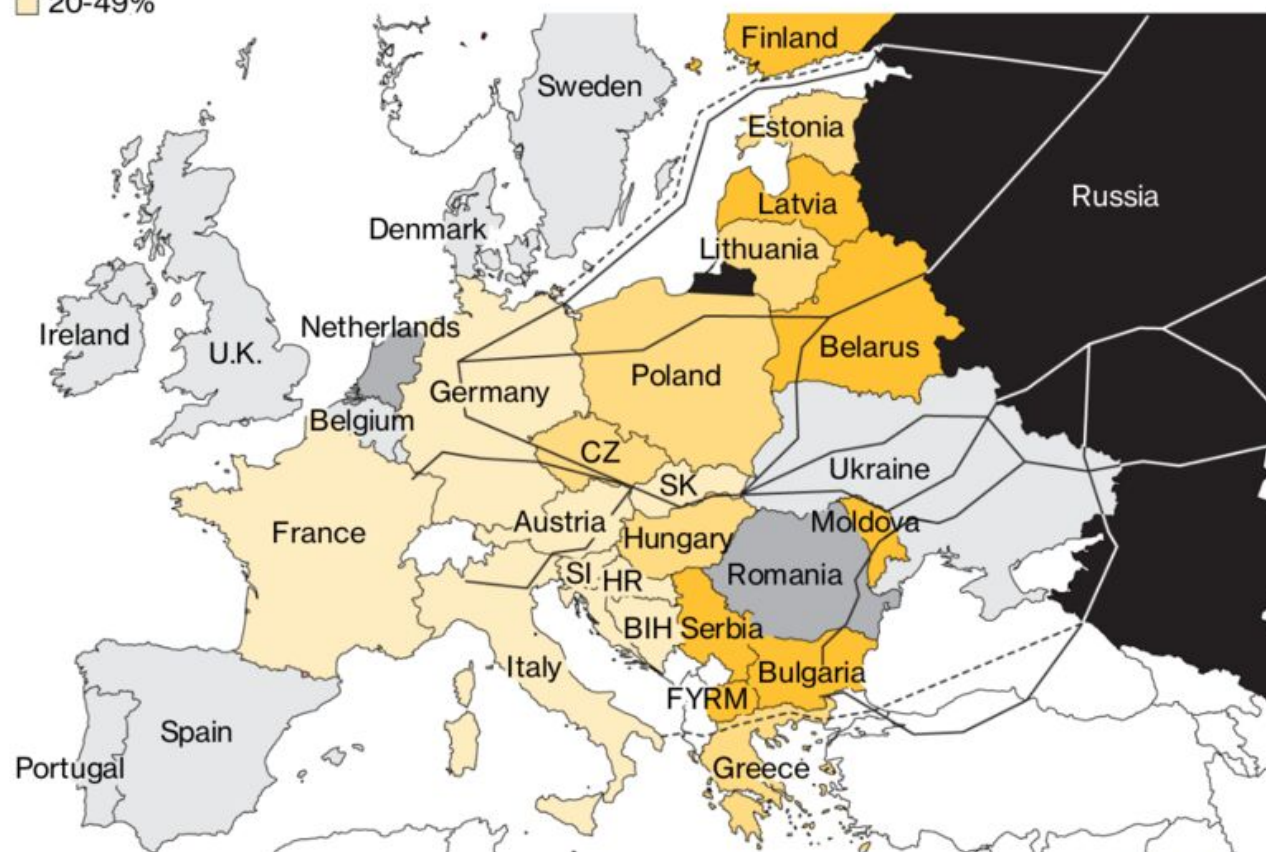 20-49%
Finland
Sweden
Estonia
Russia
Latvia
Denmark
Lithuania
Netherlands
Ireland
U.K.
Belarus
Poland
Germany
Belgium
CZ
Ukraine
SK
Austria
Moldova
France
Hungary
SI
HR
Romania
BIH
Serbia
Italy
Bulgaria
FYRM
Spain
Portugal
Greece